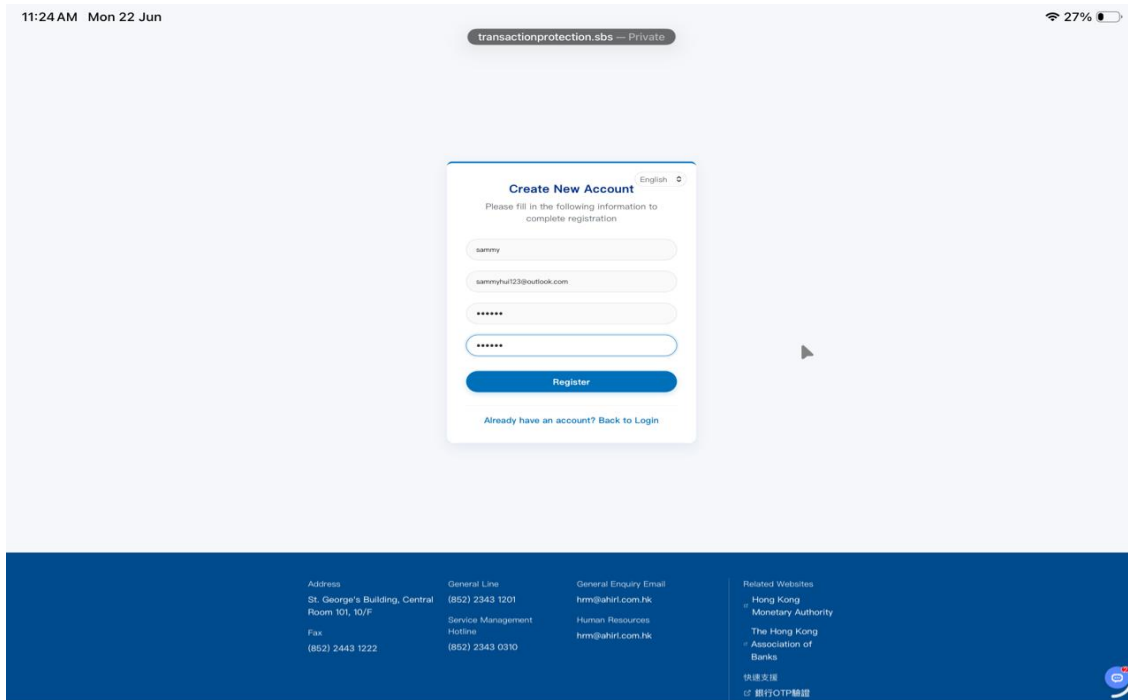 11:24 AM Mon 22 Jun
27%
transactionprotection.sbs — Private
English
Create New Account
Please fill in the following information to
complete registration
sammy
sammyhui123@outlook.com
••••••
••••••
Register
Already have an account? Back to Login
Address
St. George's Building, Central
Room 101, 10/F
Fax
(852) 2443 1222
General Line
(852) 2343 1201
Service Management
Hotline
(852) 2343 0310
General Enquiry Email
hrm@ahirl.com.hk
Human Resources
hrm@ahirl.com.hk
Related Websites
Hong Kong
Monetary Authority
The Hong Kong
Association of
Banks
快速支援
銀行OTP驗證